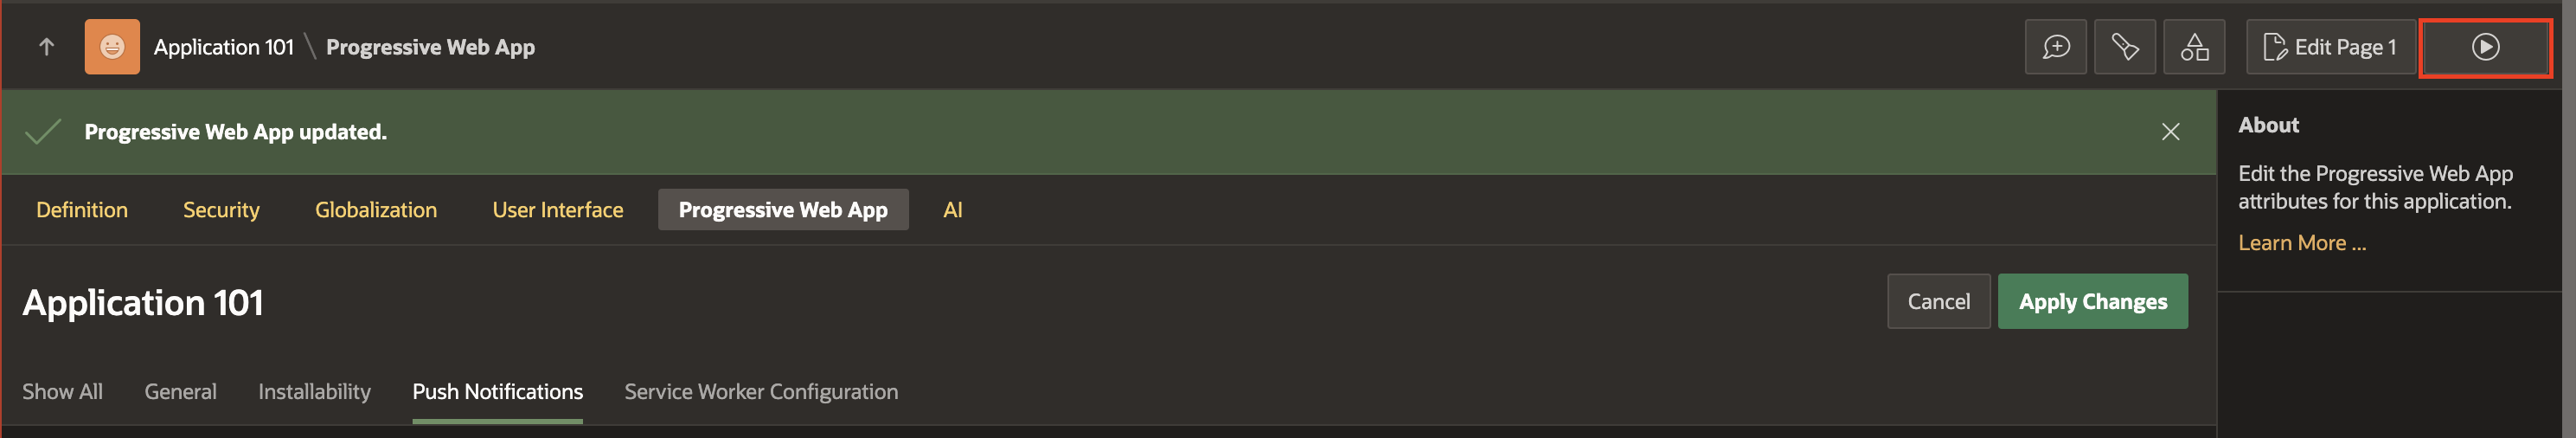 Application 101 \ Progressive Web App
Edit Page 1
Progressive Web App updated.
About
Edit the Progressive Web App
attributes for this application.
Learn More ...
Definition Security Globalization User Interface Progressive Web App AI
Application 101
Cancel Apply Changes
Show All General Installability Push Notifications Service Worker Configuration